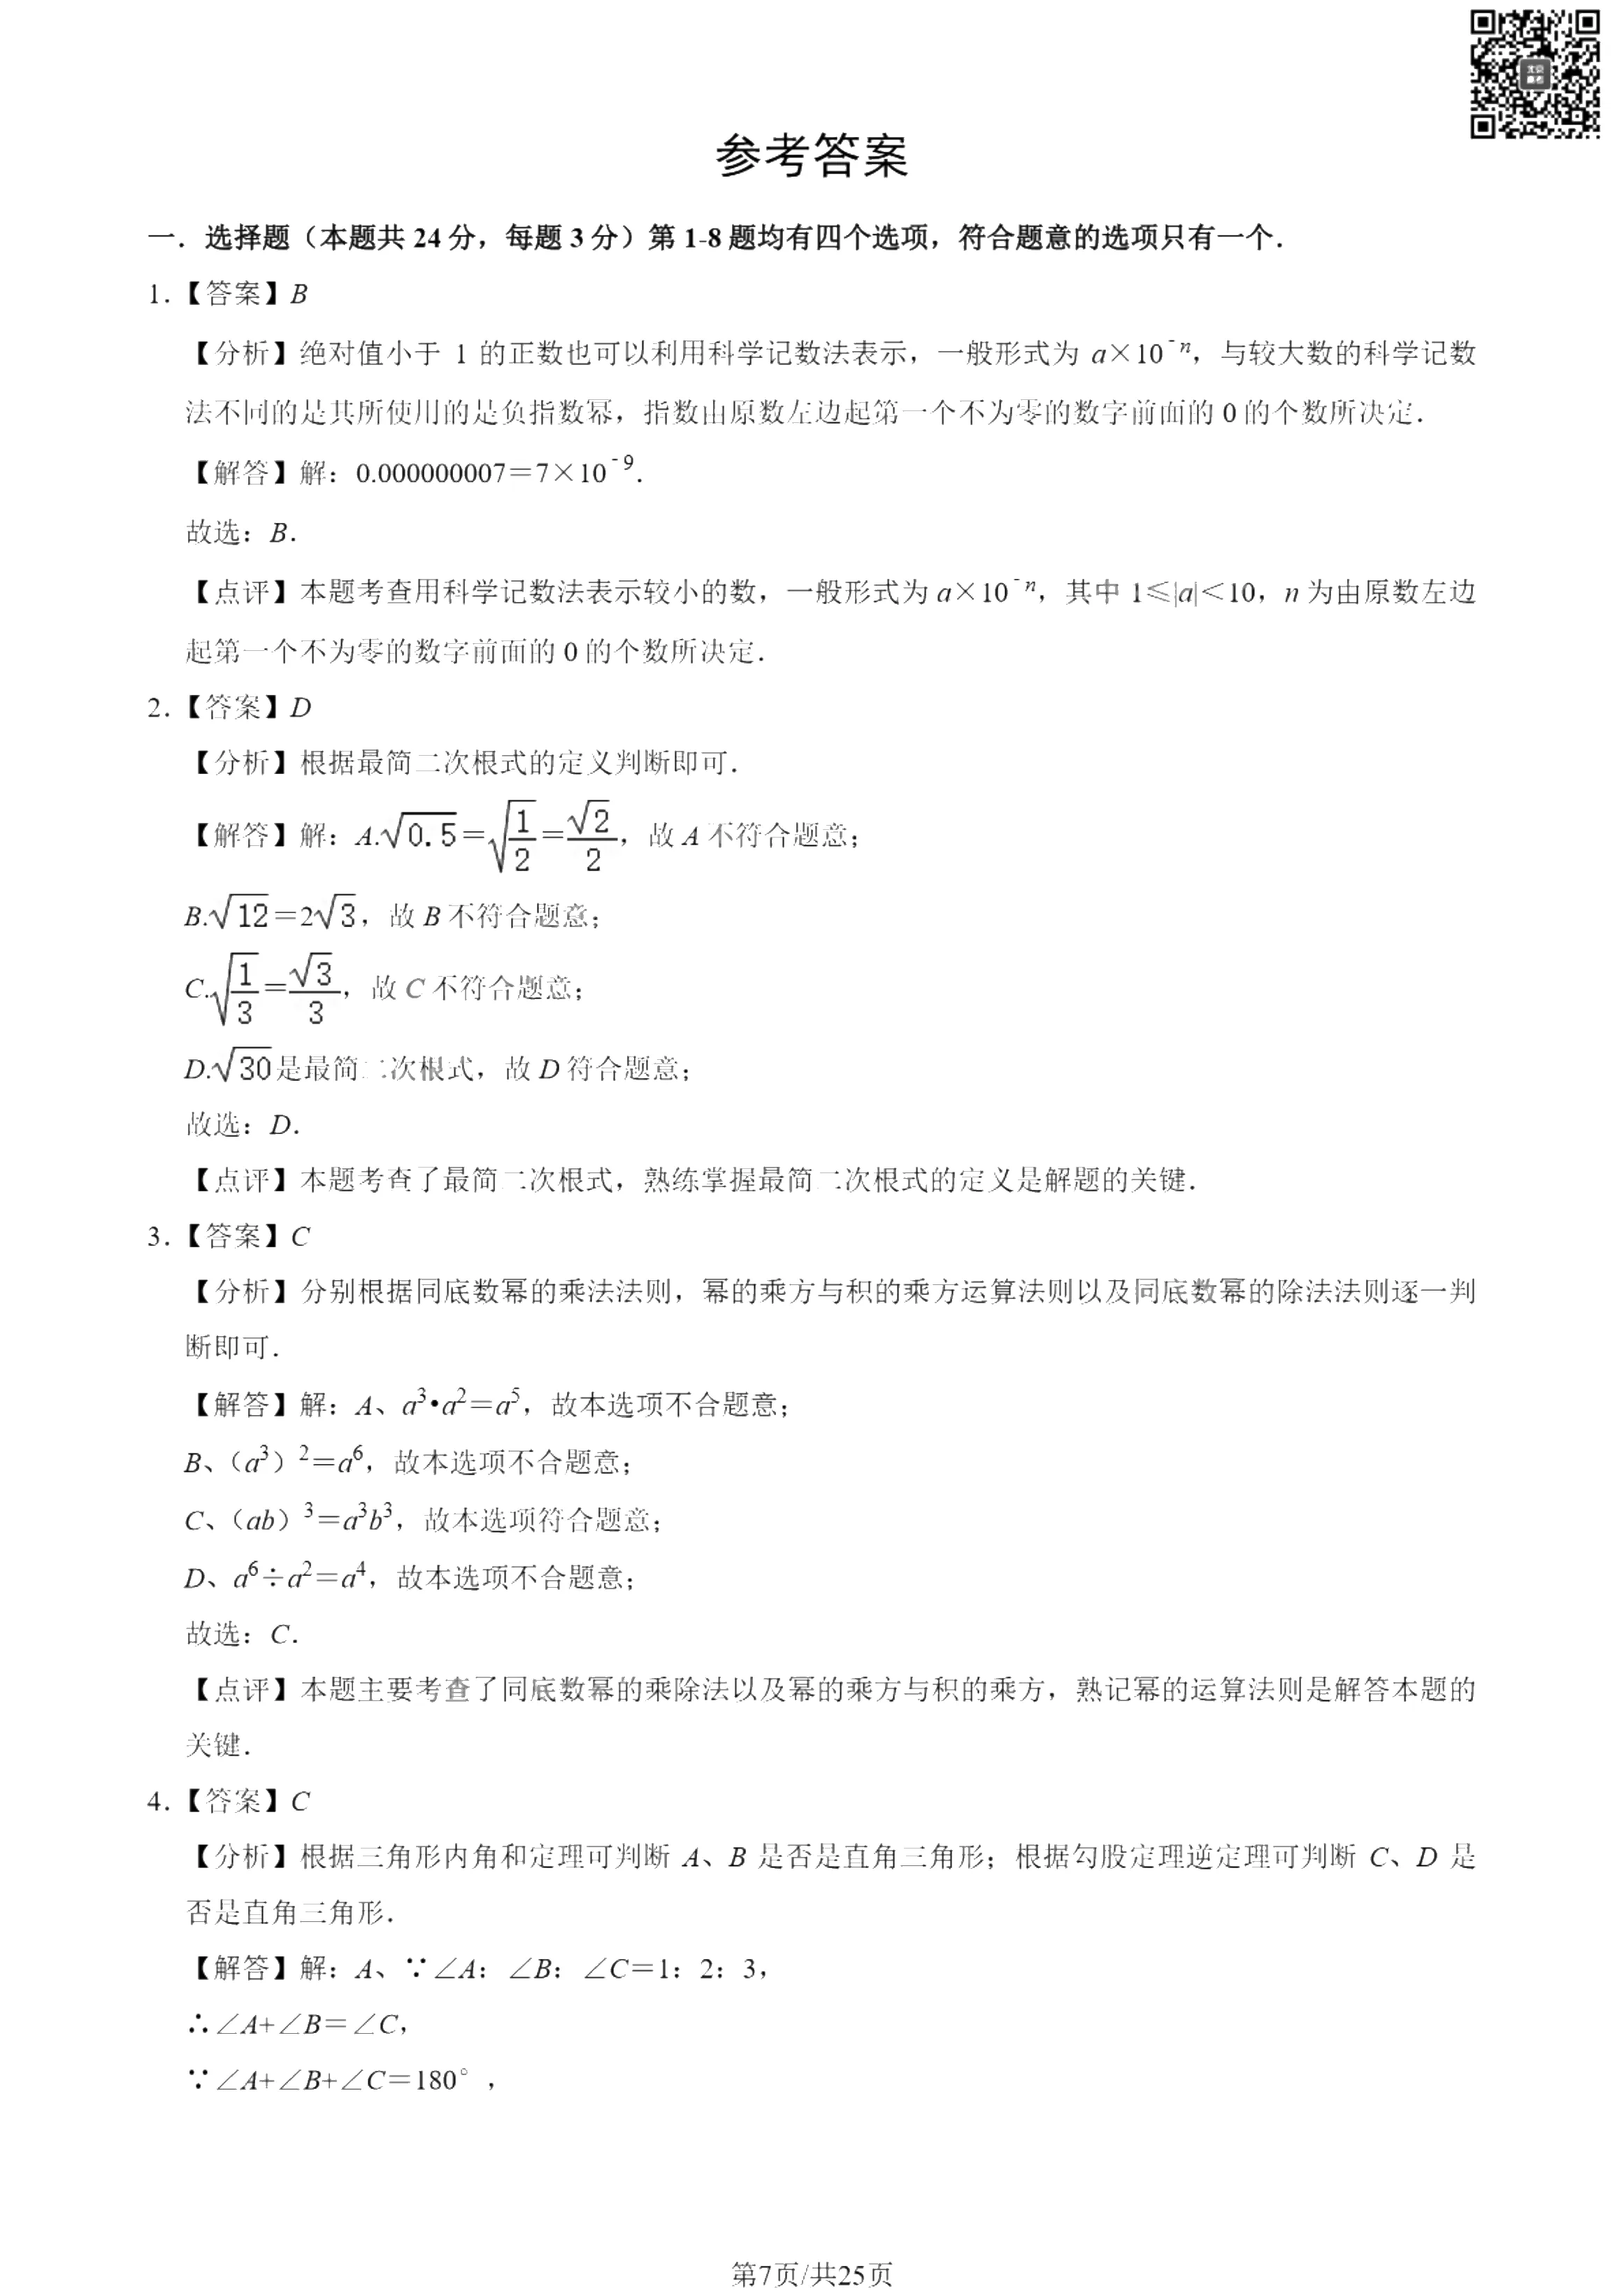 参考答案
一．选择题（本题共 24 分，每题 3 分）第 1-8 题均有四个选项，符合题意的选项只有一个．
1．【答案】B
【分析】绝对值小于 1 的正数也可以利用科学记数法表示，一般形式为 a×10⁻ⁿ，与较大数的科学记数
法不同的是其所使用的是负指数幂，指数由原数左边起第一个不为零的数字前面的 0 的个数所决定．
【解答】解：0.000000007＝7×10⁻⁹．
故选：B．
【点评】本题考查用科学记数法表示较小的数，一般形式为 a×10⁻ⁿ，其中 1≤|a|＜10，n 为由原数左边
起第一个不为零的数字前面的 0 的个数所决定．
2．【答案】D
【分析】根据最简二次根式的定义判断即可．
【解答】解：A.√0.5＝√(1/2)＝√2/2，故 A 不符合题意；
B.√12＝2√3，故 B 不符合题意；
C.√(1/3)＝√3/3，故 C 不符合题意；
D.√30是最简二次根式，故 D 符合题意；
故选：D．
【点评】本题考查了最简二次根式，熟练掌握最简二次根式的定义是解题的关键．
3．【答案】C
【分析】分别根据同底数幂的乘法法则，幂的乘方与积的乘方运算法则以及同底数幂的除法法则逐一判
断即可．
【解答】解：A、a³•a²＝a⁵，故本选项不合题意；
B、（a³）²＝a⁶，故本选项不合题意；
C、（ab）³＝a³b³，故本选项符合题意；
D、a⁶÷a²＝a⁴，故本选项不合题意；
故选：C．
【点评】本题主要考查了同底数幂的乘除法以及幂的乘方与积的乘方，熟记幂的运算法则是解答本题的
关键．
4．【答案】C
【分析】根据三角形内角和定理可判断 A、B 是否是直角三角形；根据勾股定理逆定理可判断 C、D 是
否是直角三角形．
【解答】解：A、∵∠A：∠B：∠C＝1：2：3，
∴∠A+∠B＝∠C，
∵∠A+∠B+∠C＝180°，
第7页/共25页